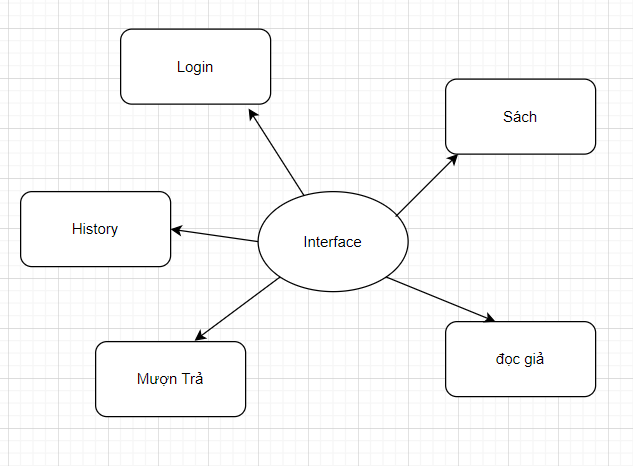 Login
Sách
History
Interface
Mượn Trả
đọc giả